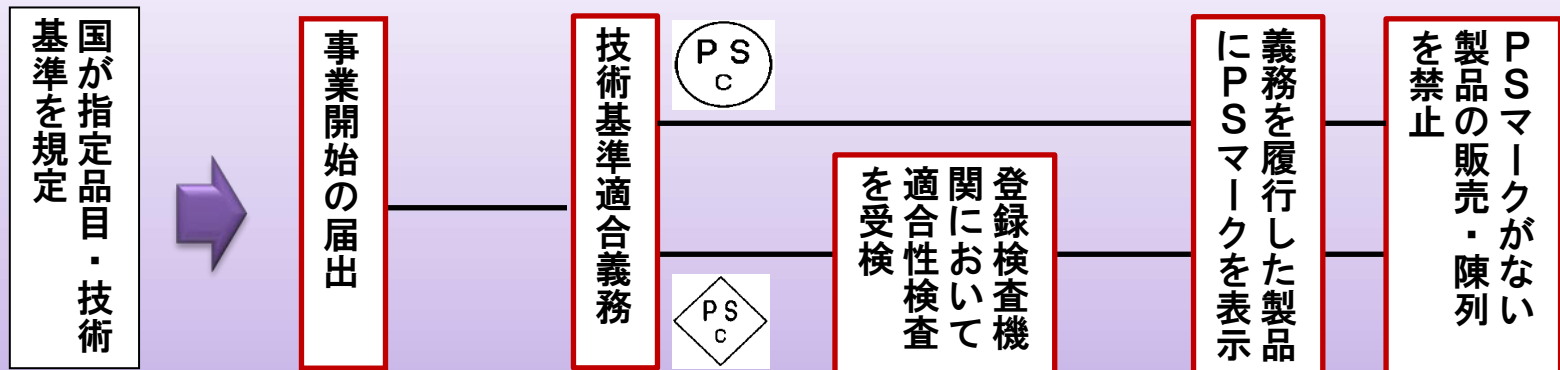 国が指定品目・技術
基準を規定
事業開始の届出
技術基準適合義務
PS
C
PS
C
登録検査機
関において
適合性検査
を受検
義務を履行した製品
にPSマークを表示
PSマークがない
製品の販売・陳列
を禁止